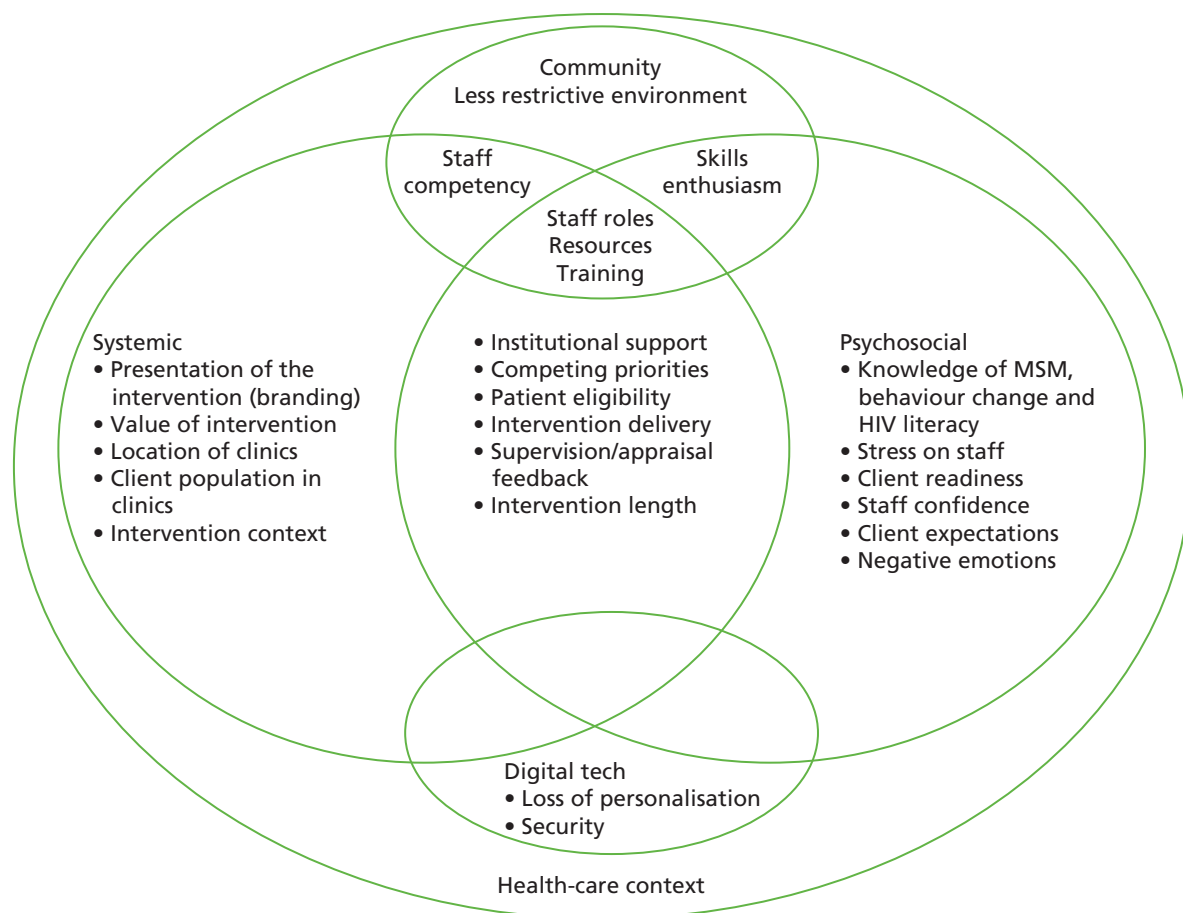 Community
Less restrictive environment
Staff
competency
Skills
enthusiasm
Staff roles
Resources
Training
Systemic
• Presentation of the
intervention (branding)
• Value of intervention
• Location of clinics
• Client population in
clinics
• Intervention context
• Institutional support
• Competing priorities
• Patient eligibility
• Intervention delivery
• Supervision/appraisal
feedback
• Intervention length
Psychosocial
• Knowledge of MSM,
behaviour change and
HIV literacy
• Stress on staff
• Client readiness
• Staff confidence
• Client expectations
• Negative emotions
Digital tech
• Loss of personalisation
• Security
Health-care context